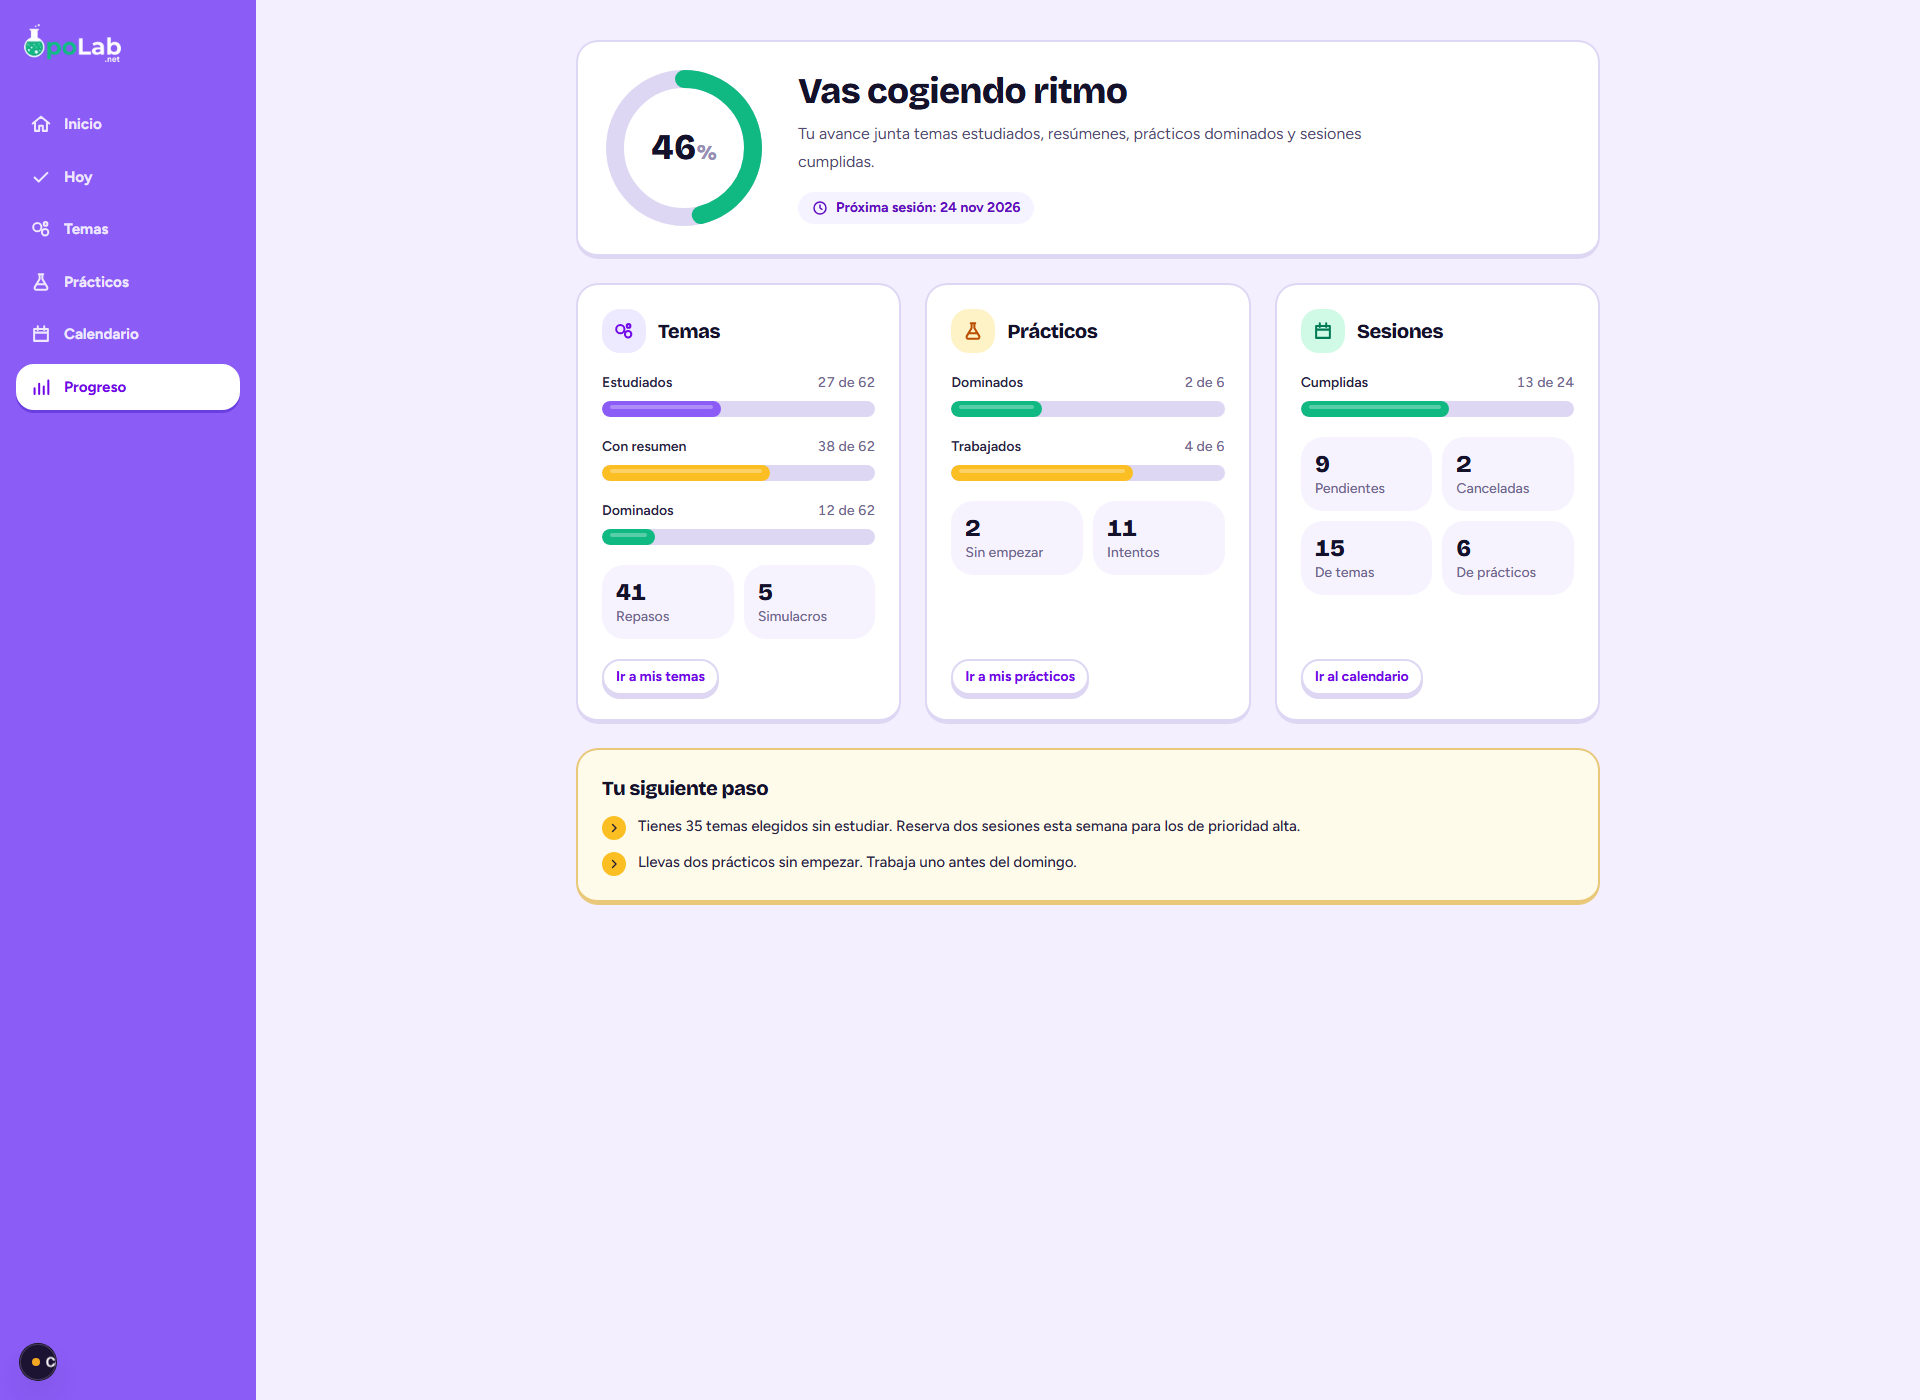 poLab
.net
Inicio
Hoy
Temas
Prácticos
Calendario
Progreso
46%
Vas cogiendo ritmo
Tu avance junta temas estudiados, resúmenes, prácticos dominados y sesiones
cumplidas.
Próxima sesión: 24 nov 2026
Temas
Estudiados 27 de 62
Con resumen 38 de 62
Dominados 12 de 62
41
Repasos
5
Simulacros
Ir a mis temas
Prácticos
Dominados 2 de 6
Trabajados 4 de 6
2
Sin empezar
11
Intentos
Ir a mis prácticos
Sesiones
Cumplidas 13 de 24
9
Pendientes
2
Canceladas
15
De temas
6
De prácticos
Ir al calendario
Tu siguiente paso
Tienes 35 temas elegidos sin estudiar. Reserva dos sesiones esta semana para los de prioridad alta.
Llevas dos prácticos sin empezar. Trabaja uno antes del domingo.